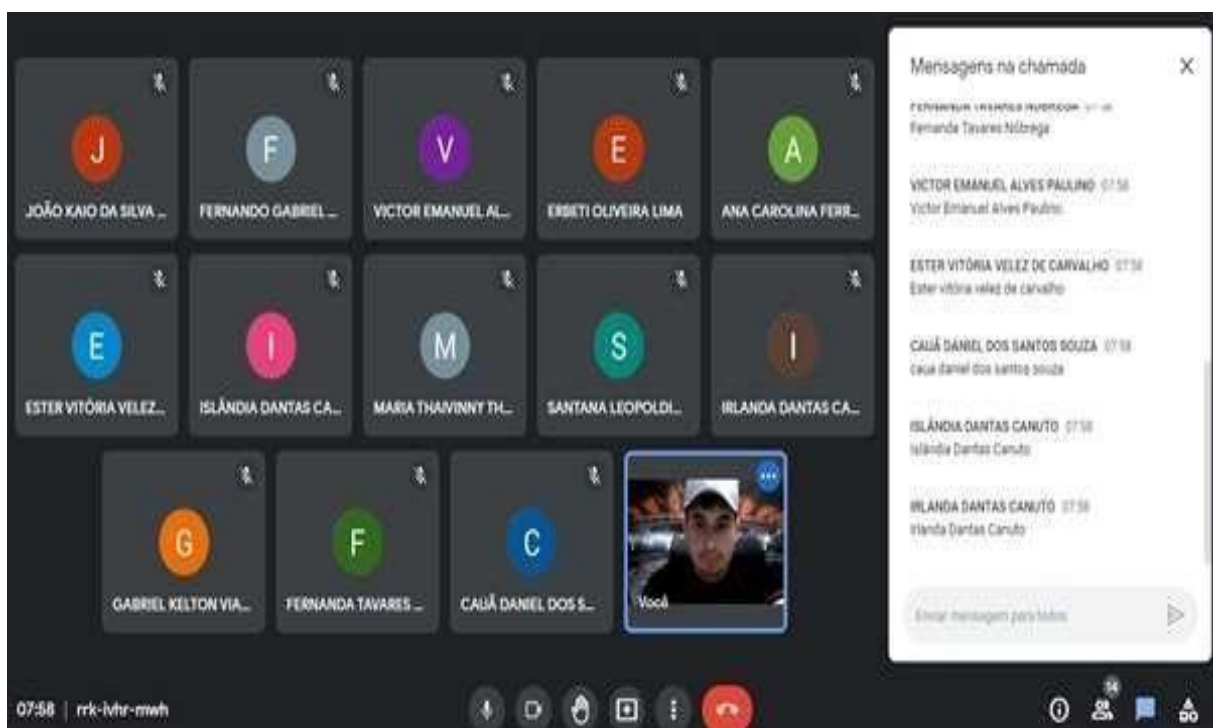 J
JOÃO KAIO DA SILVA ...
F
FERNANDO GABRIEL ...
V
VICTOR EMANUEL AL...
E
ERBETI OLIVEIRA LIMA
A
ANA CAROLINA FERR...
E
ESTER VITÓRIA VELEZ...
I
ISLÂNDIA DANTAS CA...
M
MARIA THAIVINNY TH...
S
SANTANA LEOPOLDI...
I
IRLANDA DANTAS CA...
G
GABRIEL KELTON VIA...
F
FERNANDA TAVARES ...
C
CAUÃ DANIEL DOS S...
Você
Mensagens na chamada
Fernanda Tavares Nóbrega
VICTOR EMANUEL ALVES PAULINO 07:58
Victor Emanuel Alves Paulino
ESTER VITÓRIA VELEZ DE CARVALHO 07:58
Ester vitória velez de carvalho
CAUÃ DANIEL DOS SANTOS SOUZA 07:58
caua daniel dos santos souza
ISLÂNDIA DANTAS CANUTO 07:58
Islândia Dantas Canuto
IRLANDA DANTAS CANUTO 07:58
Irlanda Dantas Canuto
Enviar mensagem para todos
07:58 | rrk-ivhr-mwh
14